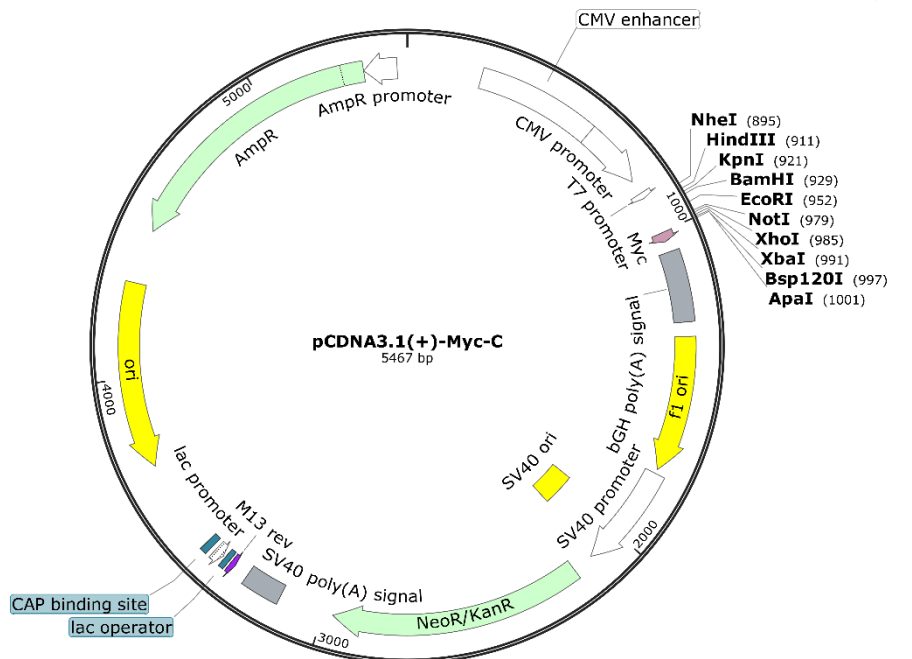 CMV enhancer
5000
AmpR promoter
AmpR
CMV promoter
T7 promoter
NheI (895)
HindIII (911)
KpnI (921)
BamHI (929)
EcoRI (952)
NotI (979)
XhoI (985)
XbaI (991)
Bsp120I (997)
ApaI (1001)
1000
Myc
bGH poly(A) signal
pCDNA3.1(+)-Myc-C
5467 bp
ori
4000
f1 ori
SV40 ori
SV40 promoter
2000
lac promoter
M13 rev
SV40 poly(A) signal
CAP binding site
lac operator
NeoR/KanR
3000